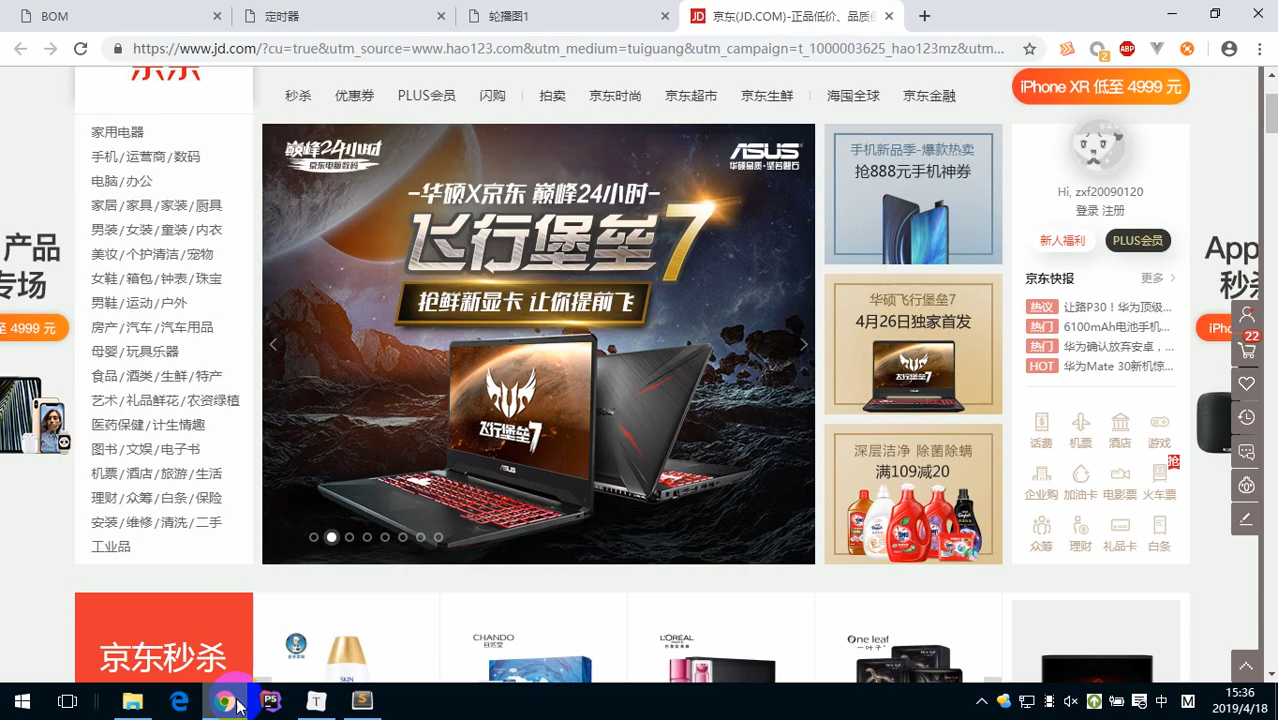 BOM
定时器
轮播图1
京东(JD.COM)-正品低价、品质保
https://www.jd.com/?cu=true&utm_source=www.hao123.com&utm_medium=tuiguang&utm_campaign=t_1000003625_hao123mz&utm...
2
ABP
秒杀
优惠券
PLUS会员
闪购
拍卖
京东时尚
京东超市
京东生鲜
海囤全球
京东金融
iPhone XR 低至 4999 元
家用电器
手机/运营商/数码
电脑/办公
家居/家具/家装/厨具
男装/女装/童装/内衣
美妆/个护清洁/宠物
女鞋/箱包/钟表/珠宝
男鞋/运动/户外
房产/汽车/汽车用品
母婴/玩具乐器
食品/酒类/生鲜/特产
艺术/礼品鲜花/农资绿植
医药保健/计生情趣
图书/文娱/电子书
机票/酒店/旅游/生活
理财/众筹/白条/保险
安装/维修/清洗/二手
工业品
产品
专场
至 4999 元
巅峰24小时
京东电脑数码
ASUS
华硕品质·坚若磐石
华硕X京东 巅峰24小时
飞行堡垒7
抢鲜新显卡 让你提前飞
飞行堡垒7
ASUS
手机新品季-爆款热卖
抢888元手机神券
华硕飞行堡垒7
4月26日独家首发
飞行堡垒7
深层洁净 除菌除螨
满109减20
Hi, zxf20090120
登录 注册
新人福利
PLUS会员
京东快报
更多
热议 让路P30！华为顶级...
热门 6100mAh电池手机...
热门 华为确认放弃安卓，...
HOT 华为Mate 30新机惊...
话费
机票
酒店
游戏
抢
企业购
加油卡
电影票
火车票
众筹
理财
礼品卡
白条
App
秒杀
iPho
22
京东秒杀
SKIN
CHANDO
自然堂
L'OREAL
One leaf
一叶子
PS
T
S
中
M
15:36
2019/4/18